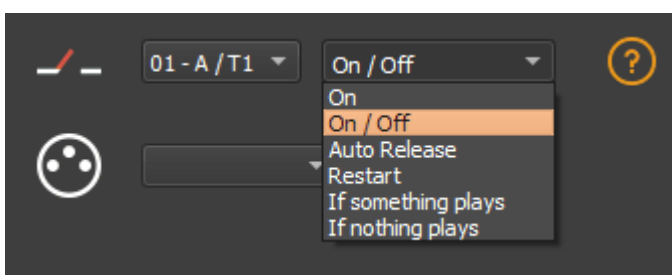 01 - A / T1
On / Off
?
On
On / Off
Auto Release
Restart
If something plays
If nothing plays